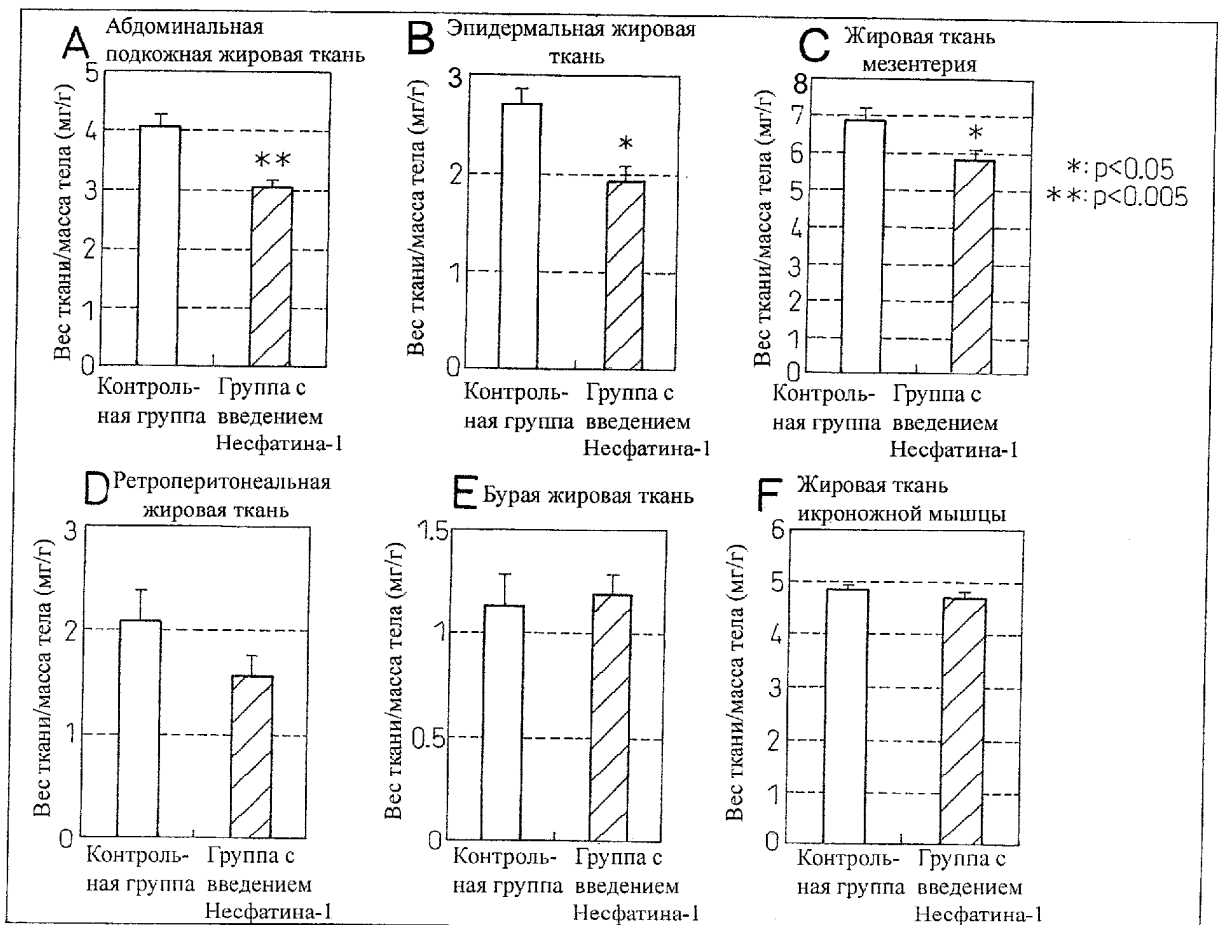 A Абдоминальная
подкожная жировая ткань
Вес ткани/масса тела (мг/г)
5
4
3
2
1
0
**
Контроль-
ная группа
Группа с
введением
Несфатина-1
B Эпидермальная жировая
ткань
Вес ткани/масса тела (мг/г)
3
2
1
0
*
Контроль-
ная группа
Группа с
введением
Несфатина-1
C Жировая ткань
мезентерия
Вес ткани/масса тела (мг/г)
8
7
6
5
4
3
2
1
0
*
Контроль-
ная группа
Группа с
введением
Несфатина-1
*: p<0.05
**: p<0.005
D Ретроперитонеальная
жировая ткань
Вес ткани/масса тела (мг/г)
3
2
1
0
Контроль-
ная группа
Группа с
введением
Несфатина-1
E Бурая жировая ткань
Вес ткани/масса тела (мг/г)
1.5
1
0.5
0
Контроль-
ная группа
Группа с
введением
Несфатина-1
F Жировая ткань
икроножной мышцы
Вес ткани/масса тела (мг/г)
6
5
4
3
2
1
0
Контроль-
ная группа
Группа с
введением
Несфатина-1